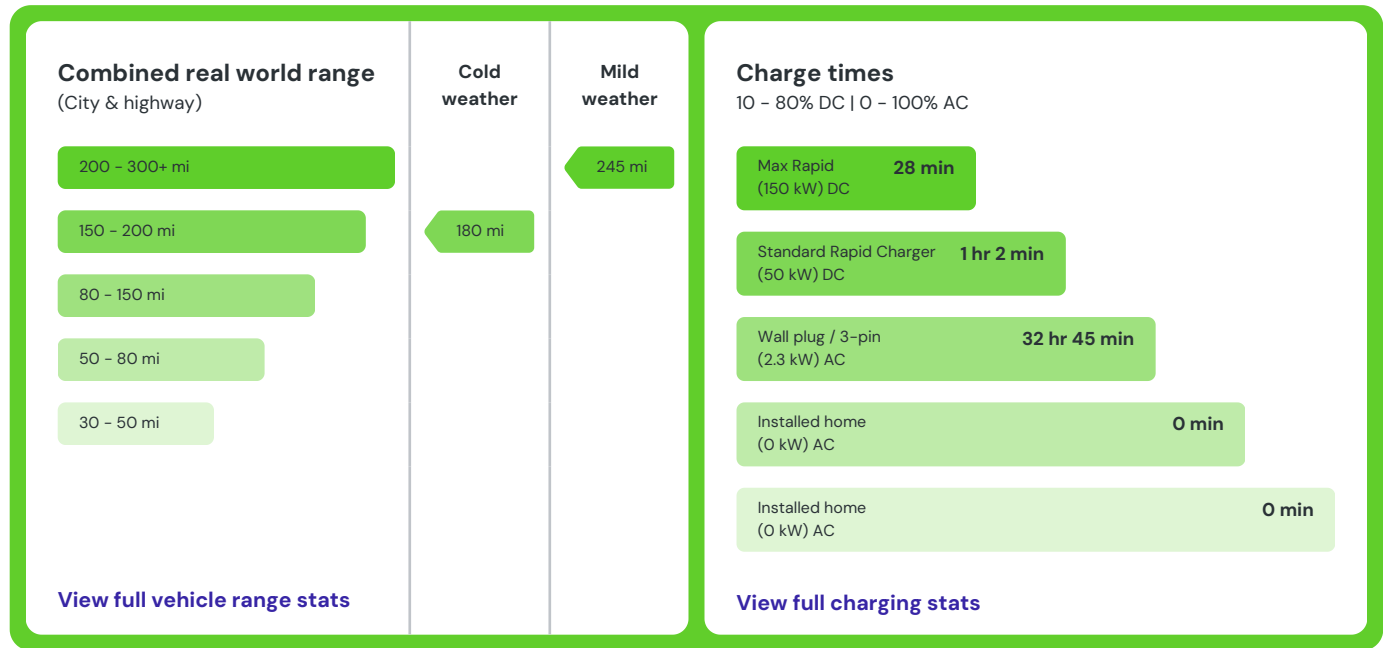 Combined real world range
(City & highway)
Cold
weather
Mild
weather
200 - 300+ mi
245 mi
150 - 200 mi
180 mi
80 - 150 mi
50 - 80 mi
30 - 50 mi
View full vehicle range stats
Charge times
10 - 80% DC | 0 - 100% AC
Max Rapid
(150 kW) DC
28 min
Standard Rapid Charger
(50 kW) DC
1 hr 2 min
Wall plug / 3-pin
(2.3 kW) AC
32 hr 45 min
Installed home
(0 kW) AC
0 min
Installed home
(0 kW) AC
0 min
View full charging stats